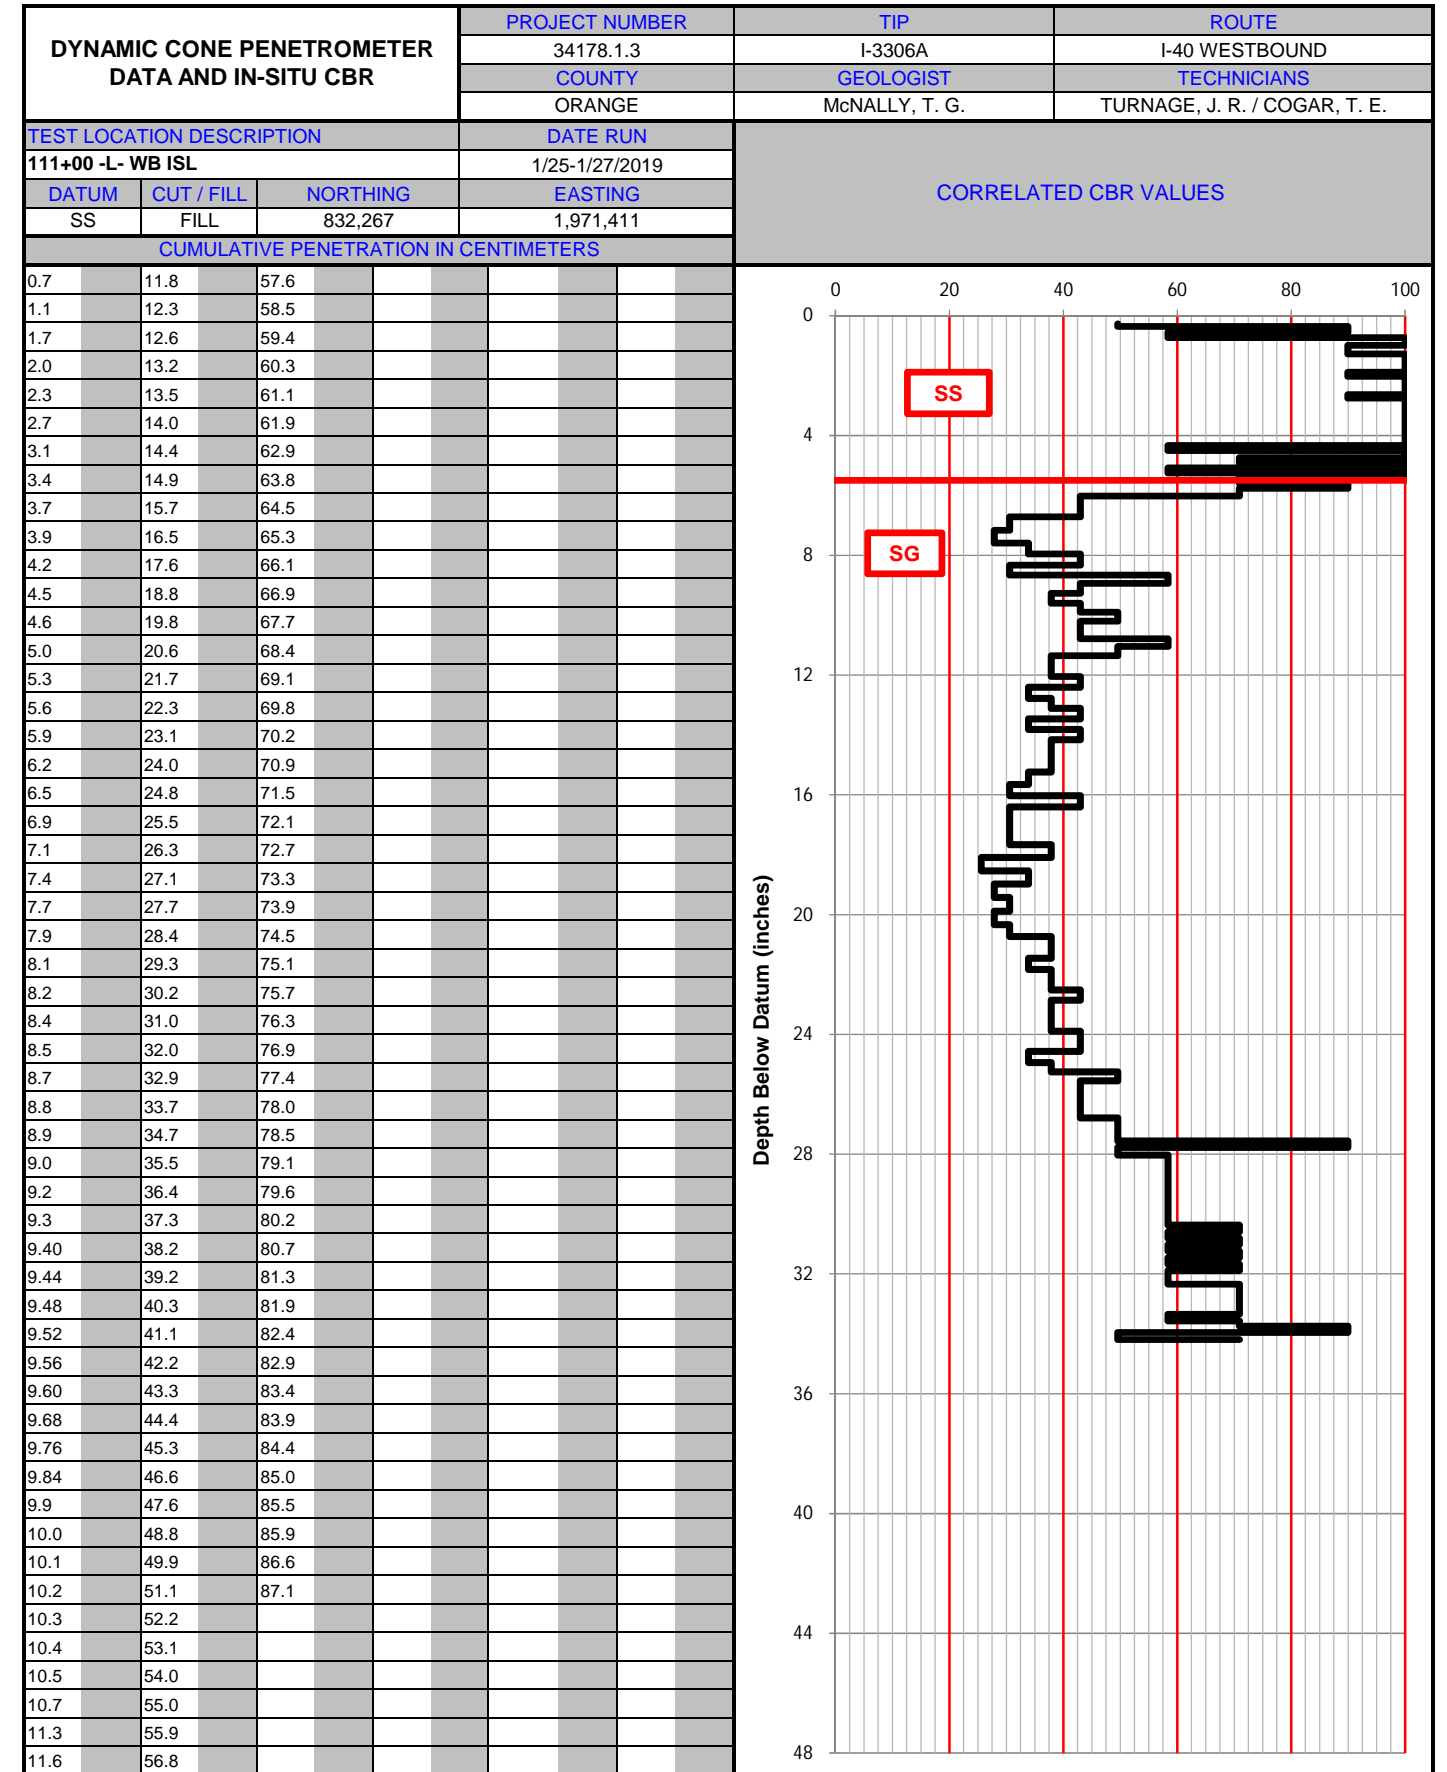 DYNAMIC CONE PENETROMETER
DATA AND IN-SITU CBR
PROJECT NUMBER TIP ROUTE
34178.1.3 I-3306A I-40 WESTBOUND
COUNTY GEOLOGIST TECHNICIANS
ORANGE McNALLY, T. G. TURNAGE, J. R. / COGAR, T. E.
TEST LOCATION DESCRIPTION DATE RUN
111+00 -L- WB ISL 1/25-1/27/2019
DATUM CUT / FILL NORTHING EASTING
SS FILL 832,267 1,971,411
CUMULATIVE PENETRATION IN CENTIMETERS
CORRELATED CBR VALUES
0.7 11.8 57.6
1.1 12.3 58.5
1.7 12.6 59.4
2.0 13.2 60.3
2.3 13.5 61.1
2.7 14.0 61.9
3.1 14.4 62.9
3.4 14.9 63.8
3.7 15.7 64.5
3.9 16.5 65.3
4.2 17.6 66.1
4.5 18.8 66.9
4.6 19.8 67.7
5.0 20.6 68.4
5.3 21.7 69.1
5.6 22.3 69.8
5.9 23.1 70.2
6.2 24.0 70.9
6.5 24.8 71.5
6.9 25.5 72.1
7.1 26.3 72.7
7.4 27.1 73.3
7.7 27.7 73.9
7.9 28.4 74.5
8.1 29.3 75.1
8.2 30.2 75.7
8.4 31.0 76.3
8.5 32.0 76.9
8.7 32.9 77.4
8.8 33.7 78.0
8.9 34.7 78.5
9.0 35.5 79.1
9.2 36.4 79.6
9.3 37.3 80.2
9.40 38.2 80.7
9.44 39.2 81.3
9.48 40.3 81.9
9.52 41.1 82.4
9.56 42.2 82.9
9.60 43.3 83.4
9.68 44.4 83.9
9.76 45.3 84.4
9.84 46.6 85.0
9.9 47.6 85.5
10.0 48.8 85.9
10.1 49.9 86.6
10.2 51.1 87.1
10.3 52.2
10.4 53.1
10.5 54.0
10.7 55.0
11.3 55.9
11.6 56.8
0 20 40 60 80 100
0
SS
4
8
SG
12
16
20
24
28
32
36
40
44
48
Depth Below Datum (inches)